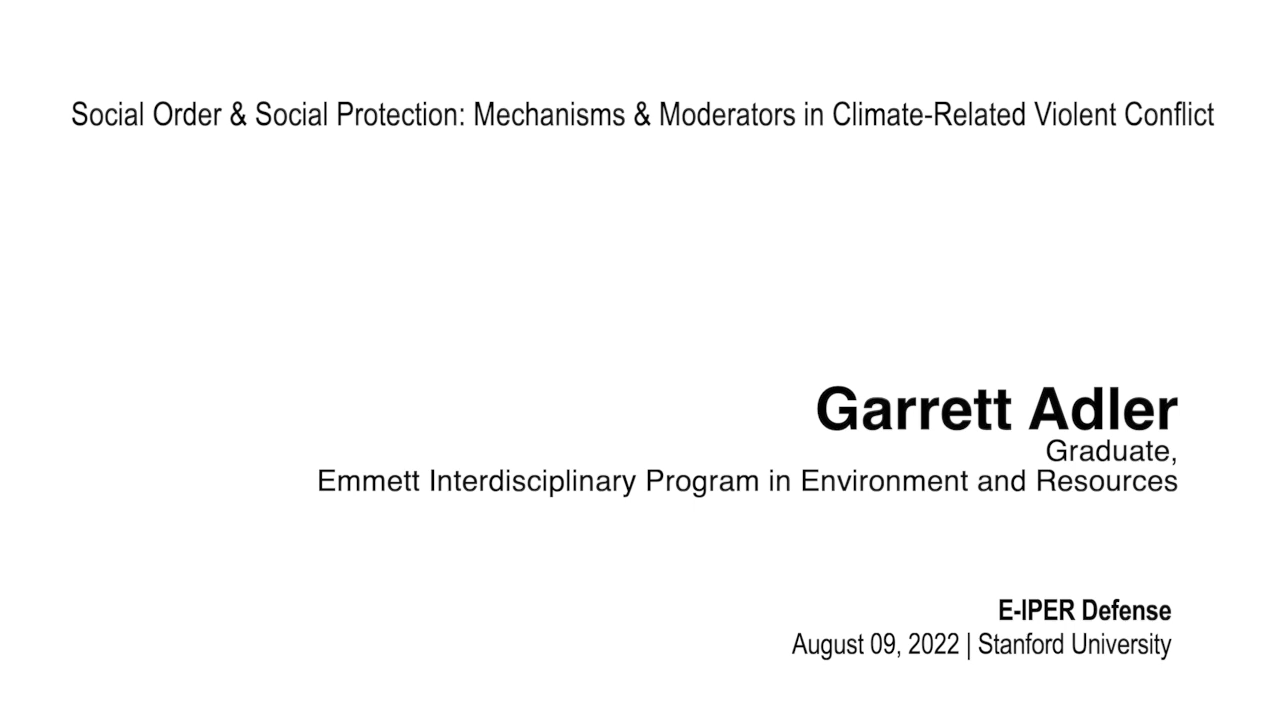 Social Order & Social Protection: Mechanisms & Moderators in Climate-Related Violent Conflict
Garrett Adler
Graduate,
Emmett Interdisciplinary Program in Environment and Resources
E-IPER Defense
August 09, 2022 | Stanford University